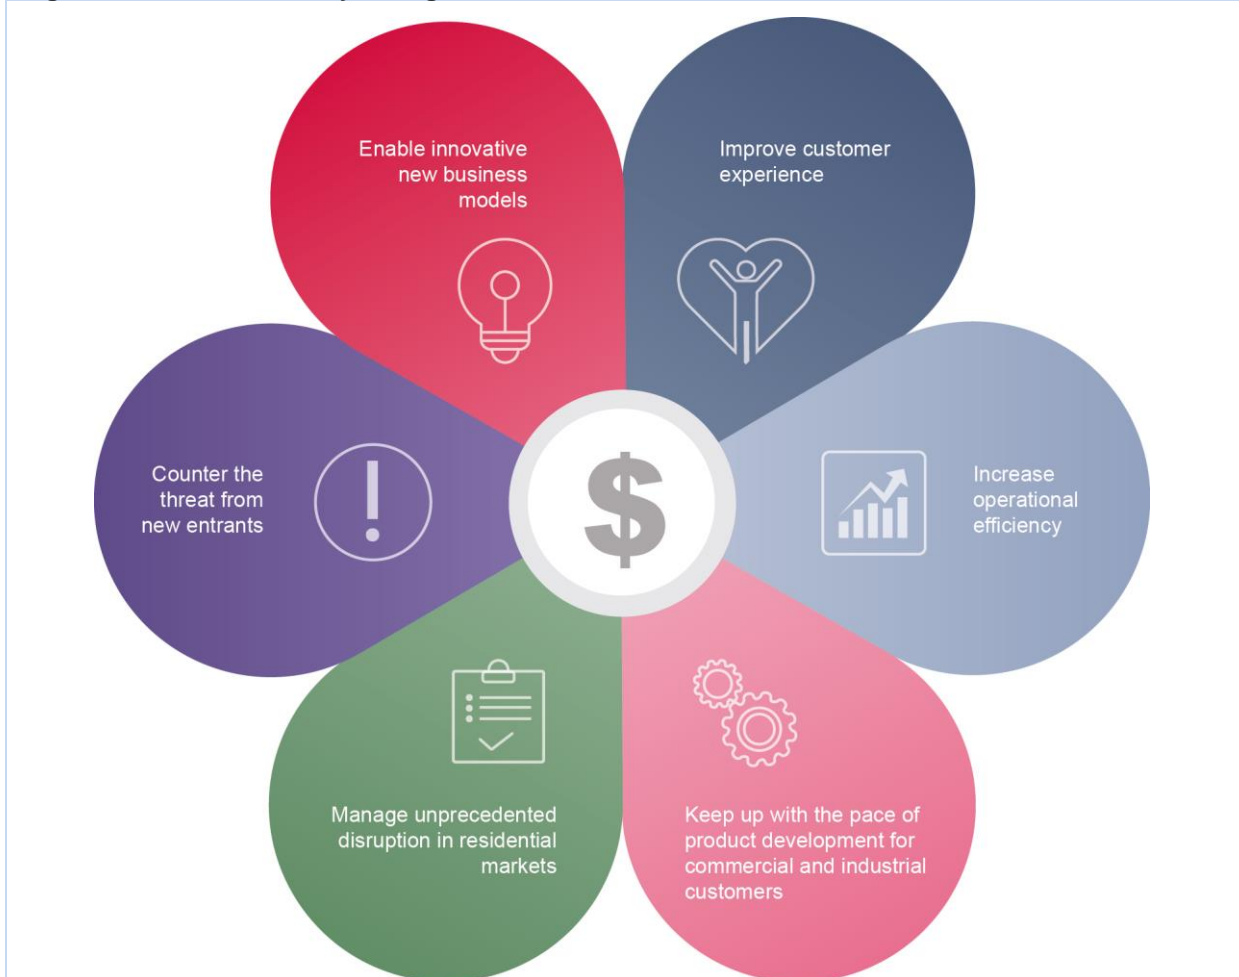 Enable innovative
new business
models
Improve customer
experience
Counter the
threat from
new entrants
$
Increase
operational
efficiency
Manage unprecedented
disruption in residential
markets
Keep up with the pace of
product development for
commercial and industrial
customers